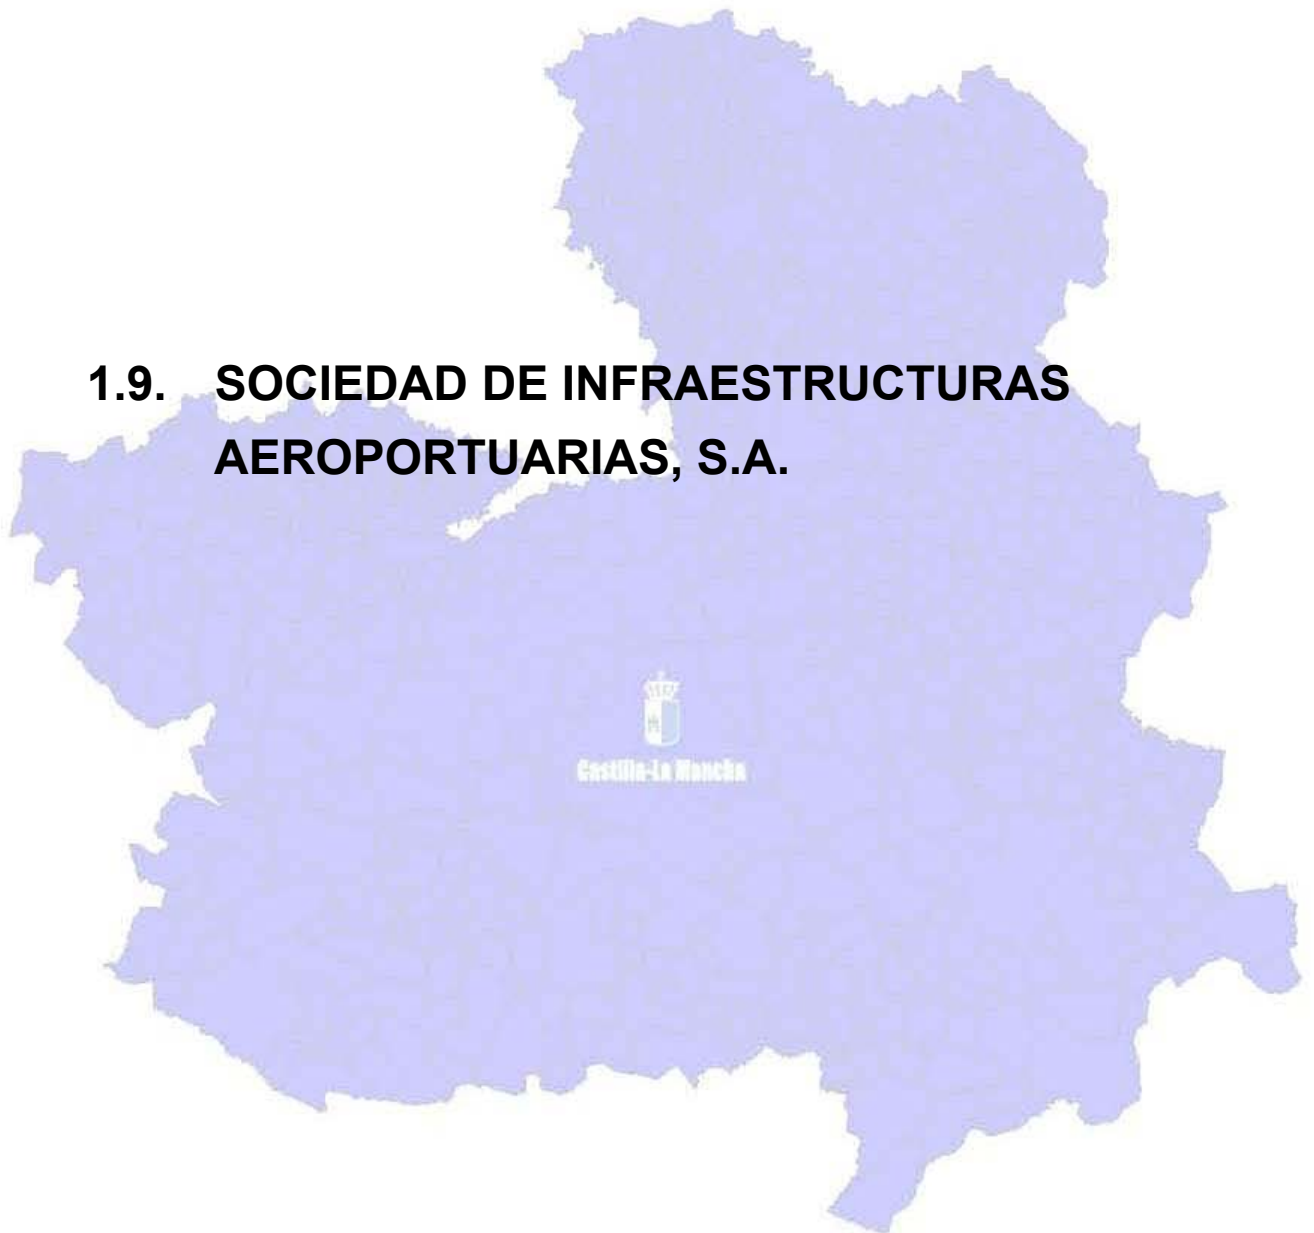 1.9. SOCIEDAD DE INFRAESTRUCTURAS
AEROPORTUARIAS, S.A.
Castilla-La Mancha